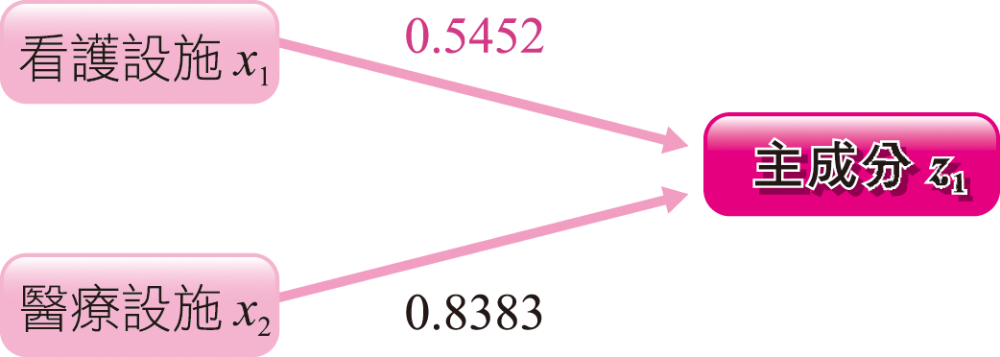 看護設施 x₁
0.5452
主成分 z₁
醫療設施 x₂
0.8383